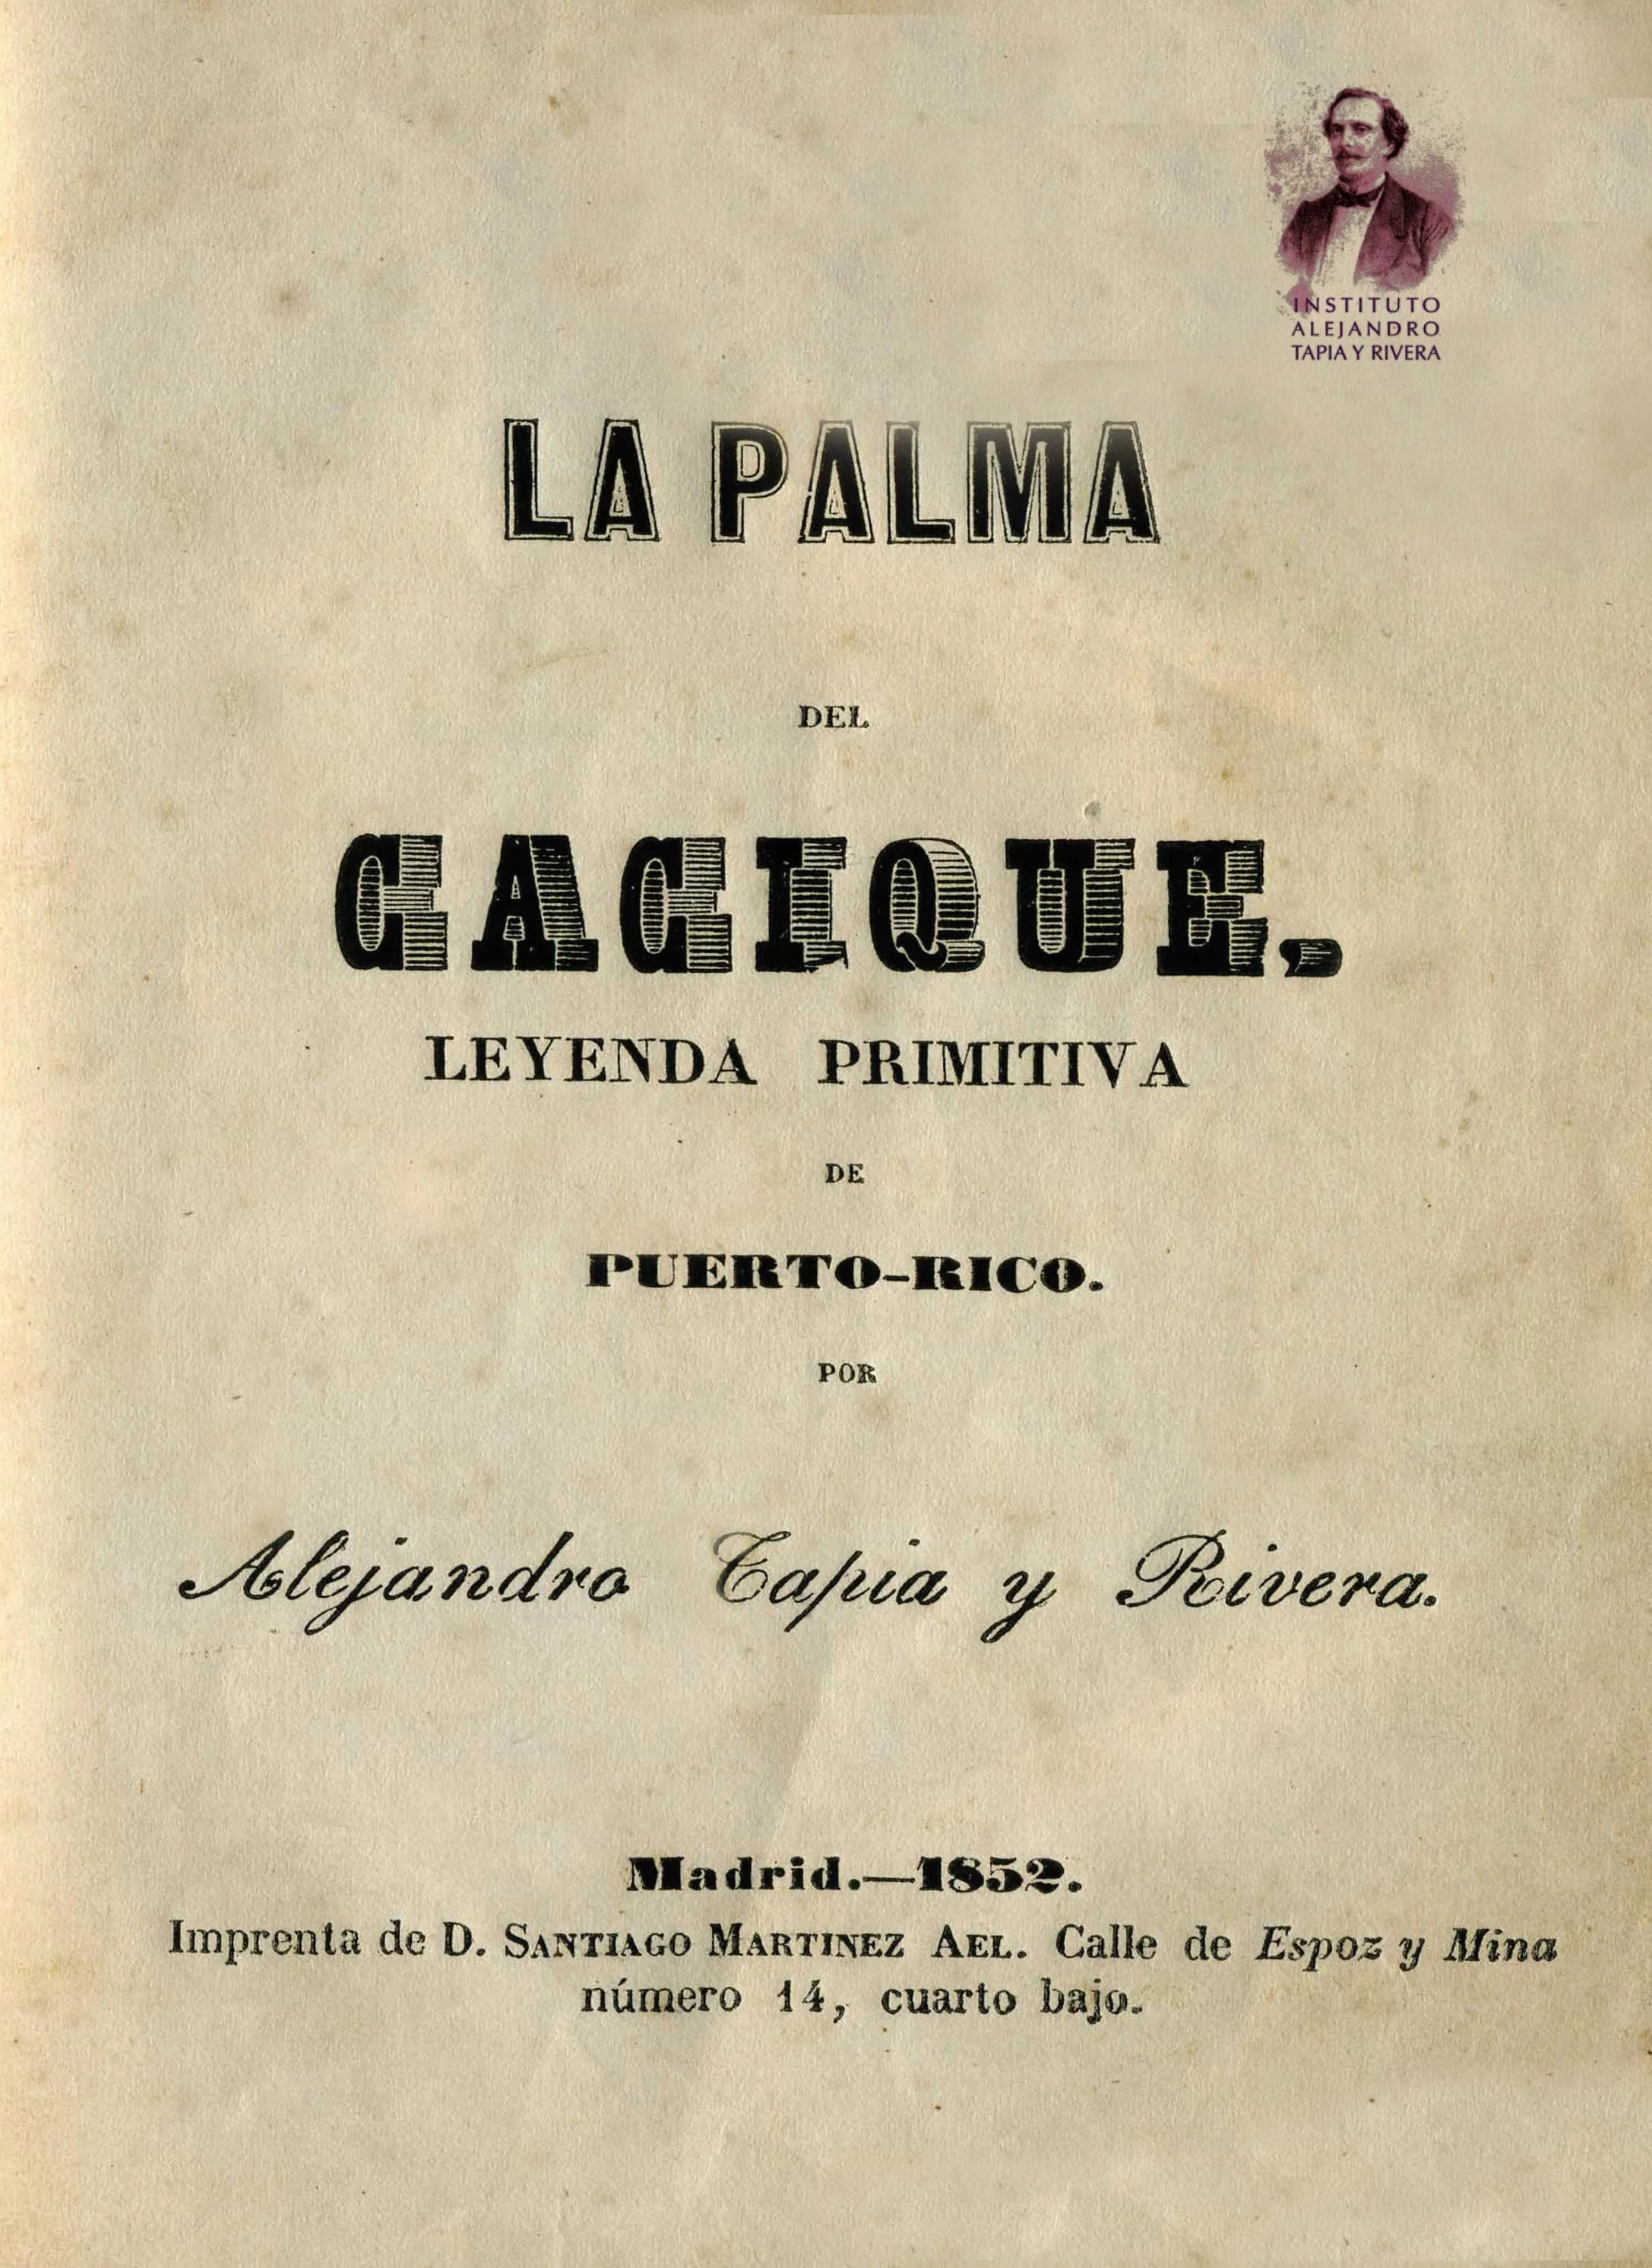 INSTITUTO
ALEJANDRO
TAPIA Y RIVERA
LA PALMA
DEL
CACIQUE,
LEYENDA PRIMITIVA
DE
PUERTO-RICO.
POR
Alejandro Tapia y Rivera.
Madrid.—1852.
Imprenta de D. SANTIAGO MARTINEZ AEL. Calle de Espoz y Mina
número 14, cuarto bajo.